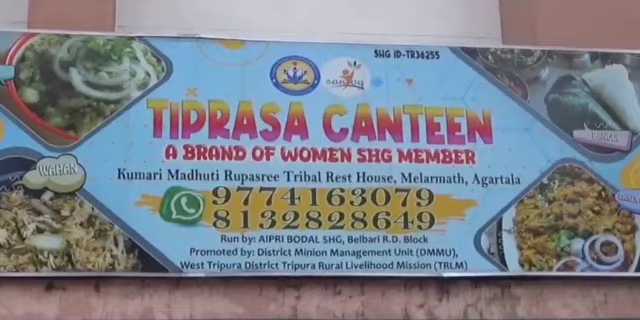 SHG ID-TR36255
saras
TIPRASA CANTEEN
A BRAND OF WOMEN SHG MEMBER
Kumari Madhuti Rupasree Tribal Rest House, Melarmath, Agartala
9774163079
8132828649
Run by: AIPRI BODAL SHG, Belbari R.D. Block
Promoted by: District Minion Management Unit (DMMU),
West Tripura District Tripura Rural Livelihood Mission (TRLM)
WAHAN